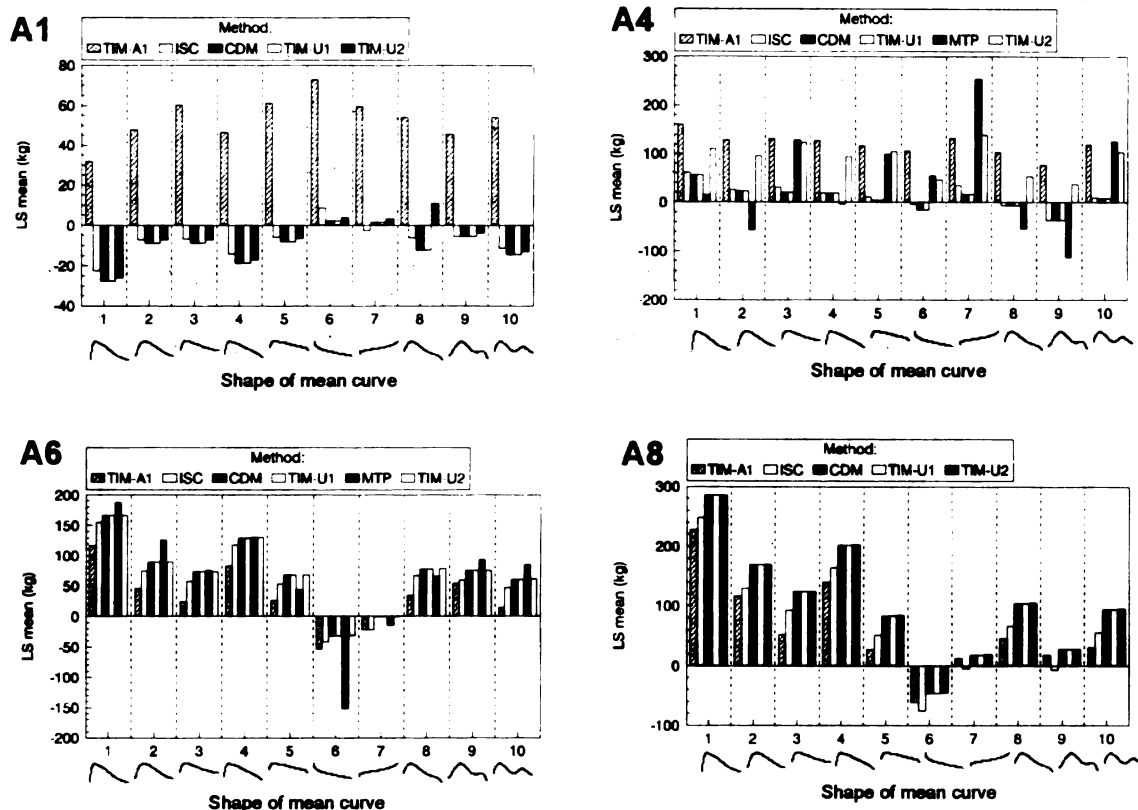 A1
Method:
TIM-A1 ISC CDM TIM-U1 TIM-U2
LS mean (kg)
80
60
40
20
0
-20
-40
1 2 3 4 5 6 7 8 9 10
Shape of mean curve
A4
Method:
TIM-A1 ISC CDM TIM-U1 MTP TIM-U2
LS mean (kg)
300
200
100
0
-100
200
1 2 3 4 5 6 7 8 9 10
Shape of mean curve
A6
Method:
TIM-A1 ISC CDM TIM-U1 MTP TIM-U2
LS mean (kg)
200
150
100
50
0
-50
-100
-150
-200
1 2 3 4 5 6 7 8 9 10
Shape of mean curve
A8
Method:
TIM-A1 ISC CDM TIM-U1 TIM-U2
LS mean (kg)
300
200
100
0
-100
1 2 3 4 5 6 7 8 9 10
Shape of mean curve